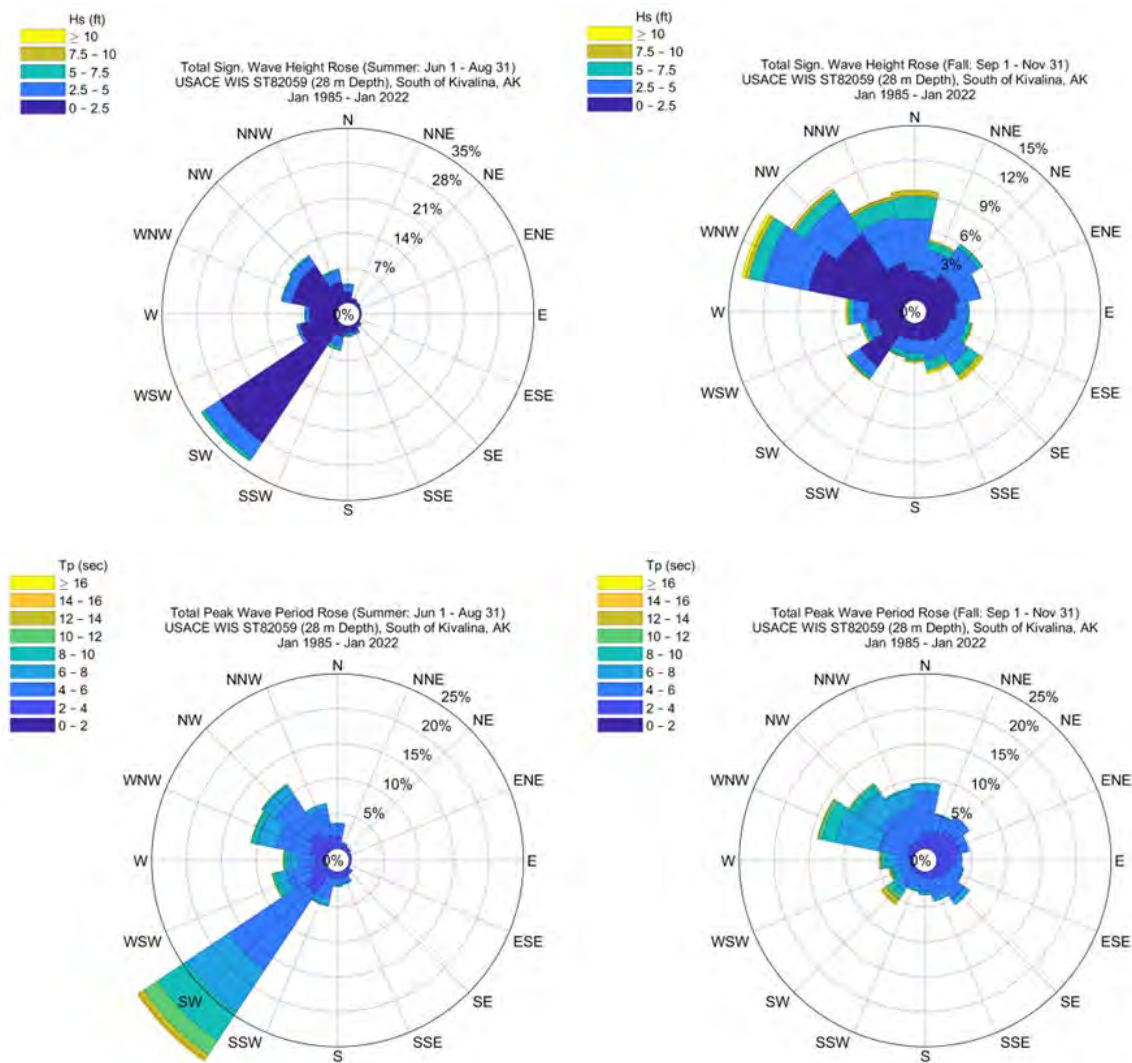 Hs (ft)
≥ 10
7.5 – 10
5 – 7.5
2.5 – 5
0 – 2.5
Total Sign. Wave Height Rose (Summer: Jun 1 - Aug 31)
USACE WIS ST82059 (28 m Depth), South of Kivalina, AK
Jan 1985 - Jan 2022
N
NNE
NE
ENE
E
ESE
SE
SSE
S
SSW
SW
WSW
W
WNW
NW
NNW
35%
28%
21%
14%
7%
0%
Hs (ft)
≥ 10
7.5 – 10
5 – 7.5
2.5 – 5
0 – 2.5
Total Sign. Wave Height Rose (Fall: Sep 1 - Nov 31)
USACE WIS ST82059 (28 m Depth), South of Kivalina, AK
Jan 1985 - Jan 2022
N
NNE
NE
ENE
E
ESE
SE
SSE
S
SSW
SW
WSW
W
WNW
NW
NNW
15%
12%
9%
6%
3%
0%
Tp (sec)
≥ 16
14 – 16
12 – 14
10 – 12
8 – 10
6 – 8
4 – 6
2 – 4
0 – 2
Total Peak Wave Period Rose (Summer: Jun 1 - Aug 31)
USACE WIS ST82059 (28 m Depth), South of Kivalina, AK
Jan 1985 - Jan 2022
N
NNE
NE
ENE
E
ESE
SE
SSE
S
SSW
SW
WSW
W
WNW
NW
NNW
25%
20%
15%
10%
5%
0%
Tp (sec)
≥ 16
14 – 16
12 – 14
10 – 12
8 – 10
6 – 8
4 – 6
2 – 4
0 – 2
Total Peak Wave Period Rose (Fall: Sep 1 - Nov 31)
USACE WIS ST82059 (28 m Depth), South of Kivalina, AK
Jan 1985 - Jan 2022
N
NNE
NE
ENE
E
ESE
SE
SSE
S
SSW
SW
WSW
W
WNW
NW
NNW
25%
20%
15%
10%
5%
0%